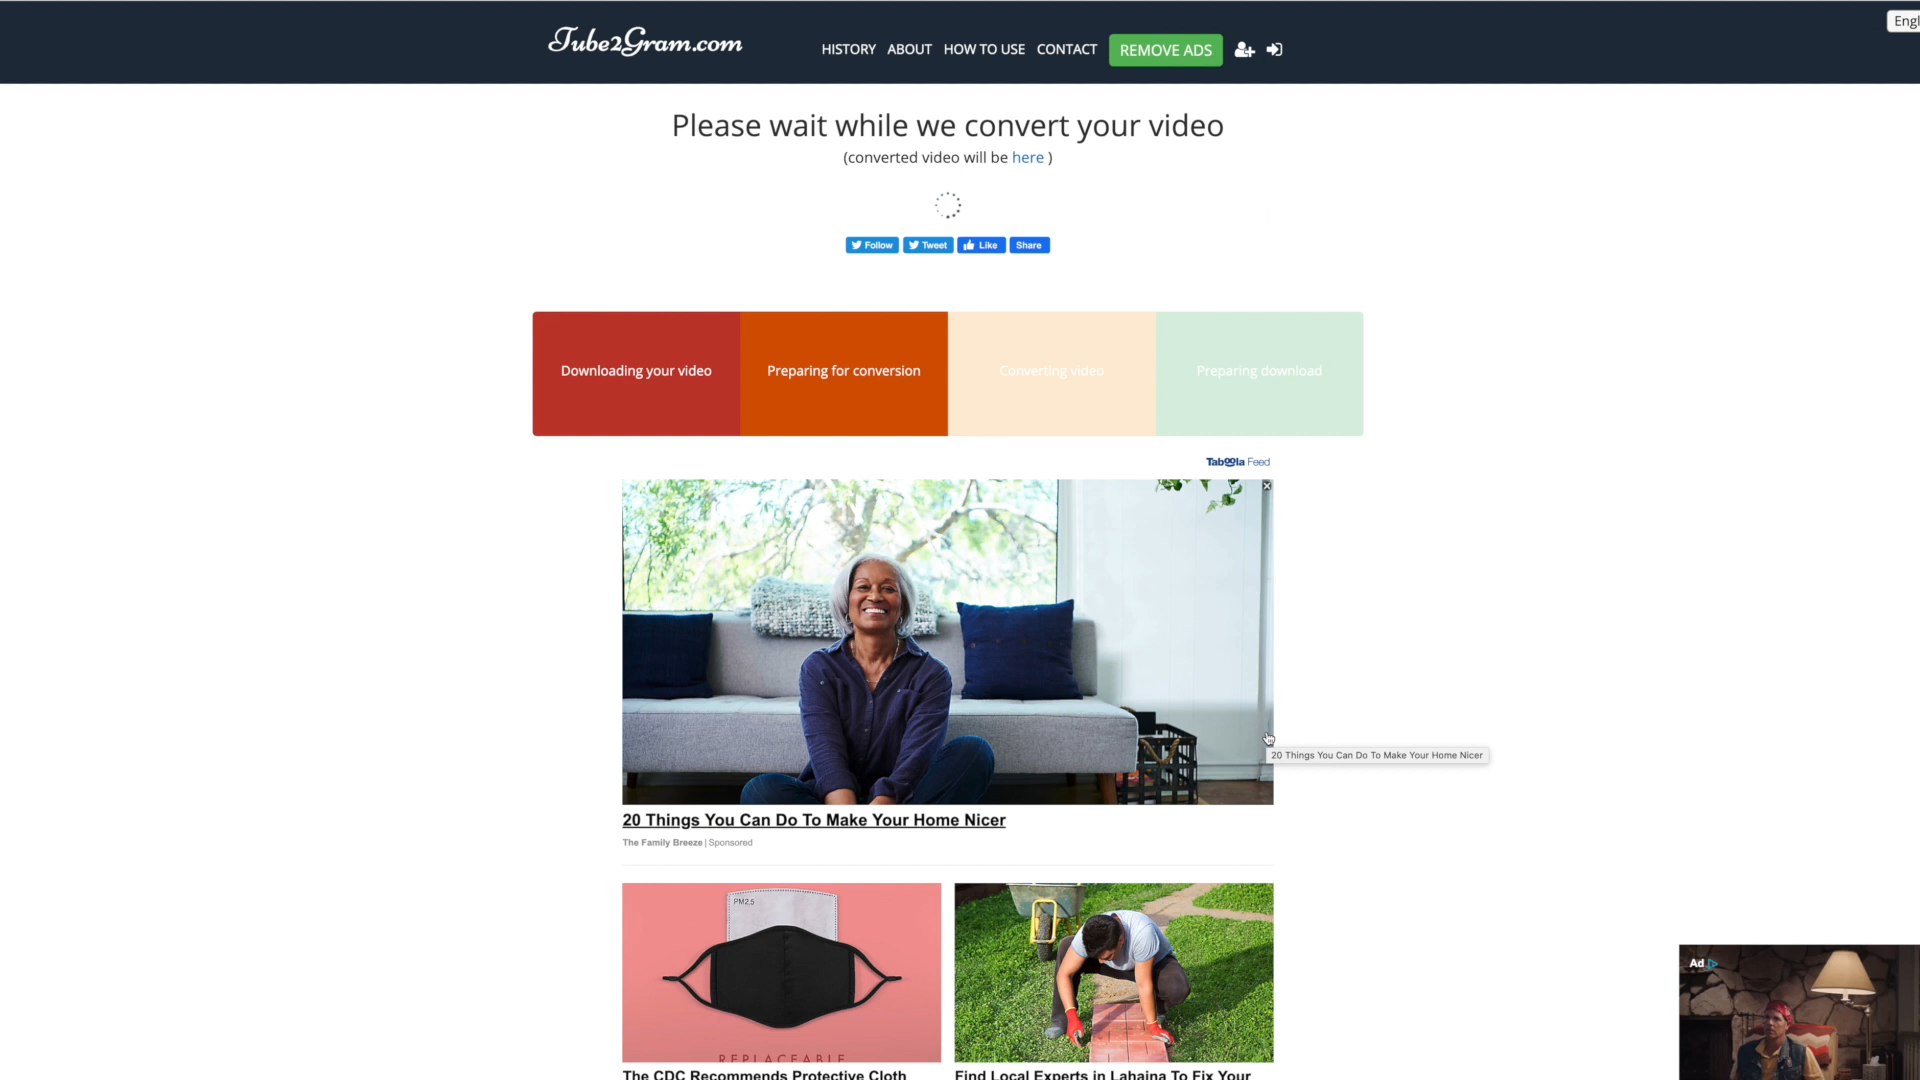 Tube2Gram.com
HISTORY ABOUT HOW TO USE CONTACT REMOVE ADS
Engl
Please wait while we convert your video
(converted video will be here )
Follow Tweet Like Share
Downloading your video Preparing for conversion Converting video Preparing download
Taboola Feed
20 Things You Can Do To Make Your Home Nicer
20 Things You Can Do To Make Your Home Nicer
The Family Breeze | Sponsored
PM2.5
REPLACEABLE
Ad
The CDC Recommends Protective Cloth
Find Local Experts in Lahaina To Fix Your